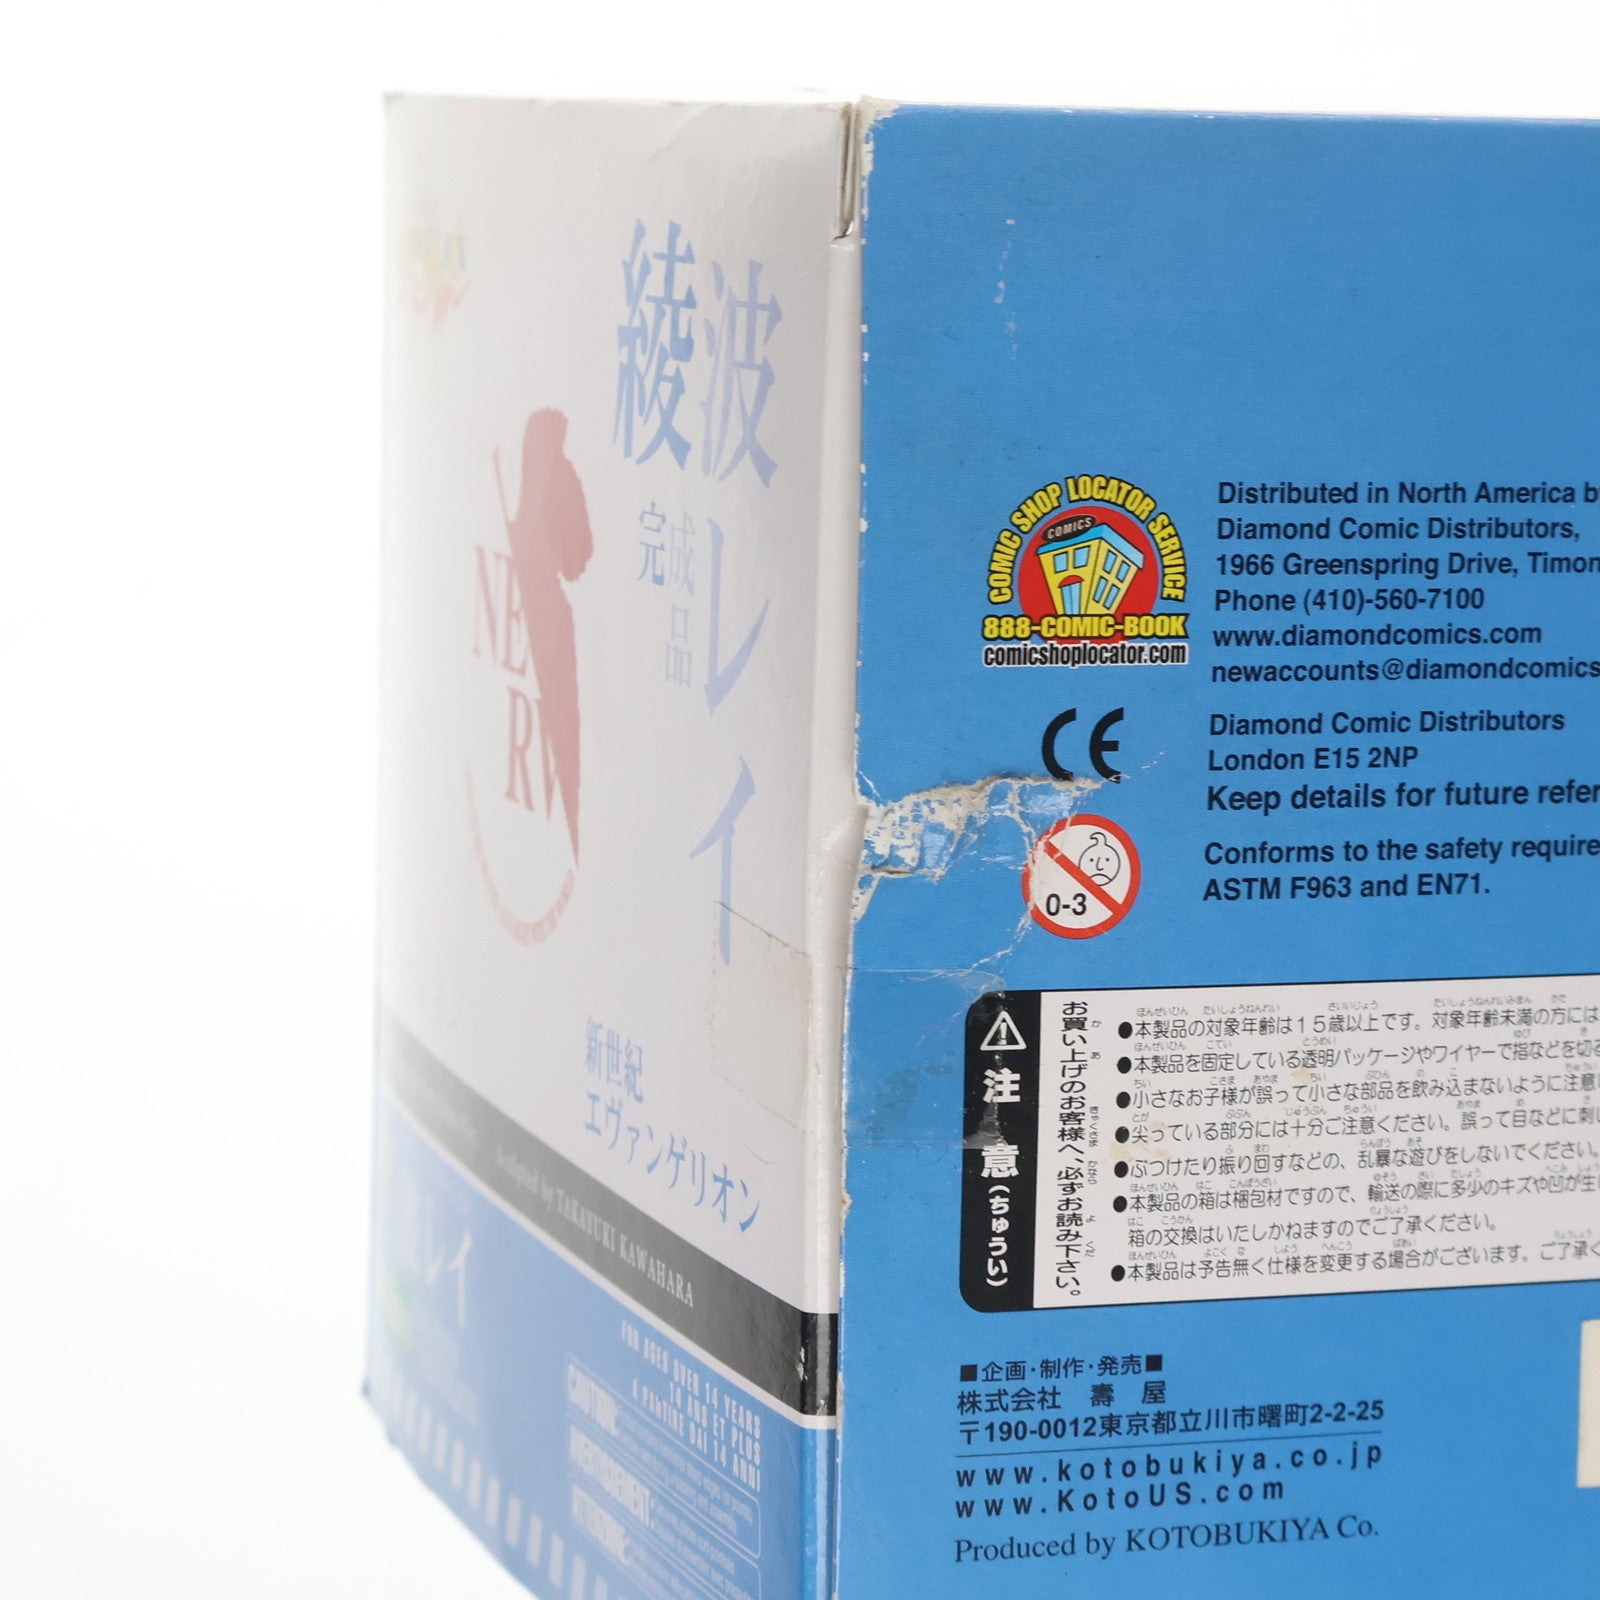 綾波レイ
完成品
NERV
新世紀
エヴァンゲリオン
Sculpted by TAKAYUKI KAWAHARA
レイ
FOR AGES OVER 14 YEARS
14 ANS ET PLUS
A PARTIRE DAI 14 ANNI
CAUTION:
COMIC SHOP LOCATOR SERVICE
COMICS
888-COMIC-BOOK
comicshoplocator.com
Distributed in North America b
Diamond Comic Distributors,
1966 Greenspring Drive, Timon
Phone (410)-560-7100
www.diamondcomics.com
newaccounts@diamondcomics
CE
Diamond Comic Distributors
London E15 2NP
Keep details for future refer
0-3
Conforms to the safety require
ASTM F963 and EN71.
注意(ちゅうい)
お買い上げのお客様へ、必ずお読み下さい。
●本製品の対象年齢は15歳以上です。対象年齢未満の方には
●本製品を固定している透明パッケージやワイヤーで指などを切る
●小さなお子様が誤って小さな部品を飲み込まないように注意
●尖っている部分には十分ご注意ください。誤って目などに刺
●ぶつけたり振り回すなどの、乱暴な遊びをしないでください。
●本製品の箱は梱包材ですので、輸送の際に多少のキズや凹が生
箱の交換はいたしかねますのでご了承ください。
●本製品は予告無く仕様を変更する場合がございます。ご了承く
■企画・制作・発売■
株式会社 壽 屋
〒190-0012東京都立川市曙町2-2-25
www.kotobukiya.co.jp
www.KotoUS.com
Produced by KOTOBUKIYA Co.